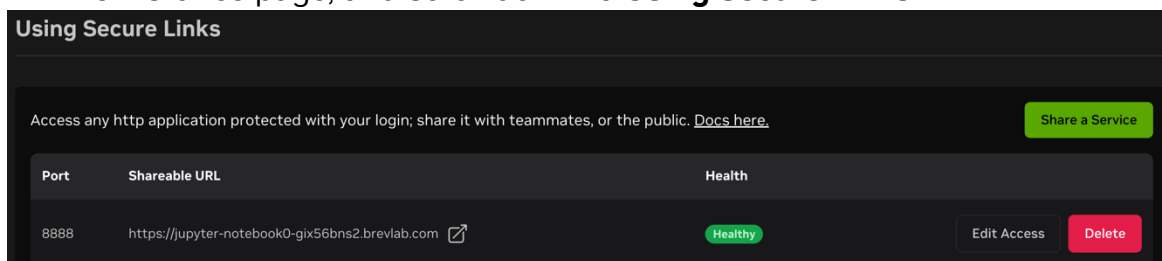 Using Secure Links
Access any http application protected with your login; share it with teammates, or the public. Docs here.
Share a Service
Port Shareable URL Health
8888 https://jupyter-notebook0-gix56bns2.brevlab.com Healthy Edit Access Delete